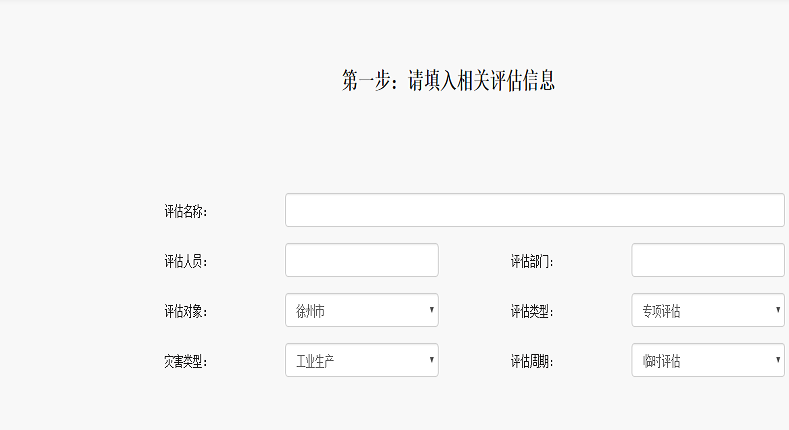 第一步：请填入相关评估信息
评估名称：
评估人员： 评估部门：
评估对象： 徐州市 评估类型： 专项评估
灾害类型： 工业生产 评估周期： 临时评估